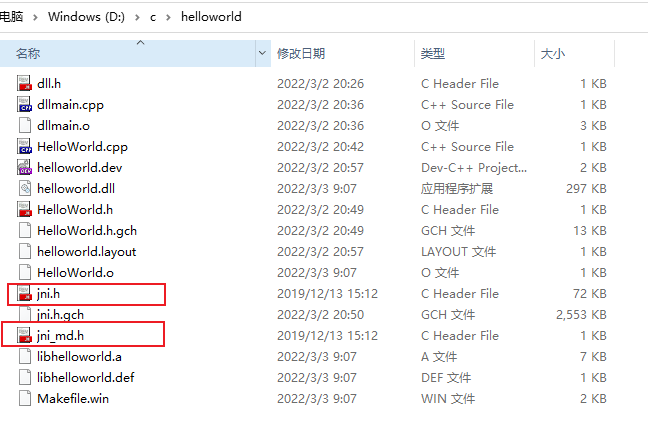 电脑 > Windows (D:) > c > helloworld
名称 修改日期 类型 大小
dll.h 2022/3/2 20:26 C Header File 1 KB
dllmain.cpp 2022/3/2 20:36 C++ Source File 1 KB
dllmain.o 2022/3/2 20:36 O 文件 3 KB
HelloWorld.cpp 2022/3/2 20:42 C++ Source File 1 KB
helloworld.dev 2022/3/2 20:57 Dev-C++ Project... 2 KB
helloworld.dll 2022/3/3 9:07 应用程序扩展 297 KB
HelloWorld.h 2022/3/2 20:49 C Header File 1 KB
HelloWorld.h.gch 2022/3/2 20:49 GCH 文件 13 KB
helloworld.layout 2022/3/2 20:57 LAYOUT 文件 1 KB
HelloWorld.o 2022/3/3 9:07 O 文件 1 KB
jni.h 2019/12/13 15:12 C Header File 72 KB
jni.h.gch 2022/3/2 20:50 GCH 文件 2,553 KB
jni_md.h 2019/12/13 15:12 C Header File 1 KB
libhelloworld.a 2022/3/3 9:07 A 文件 7 KB
libhelloworld.def 2022/3/3 9:07 DEF 文件 1 KB
Makefile.win 2022/3/3 9:07 WIN 文件 2 KB